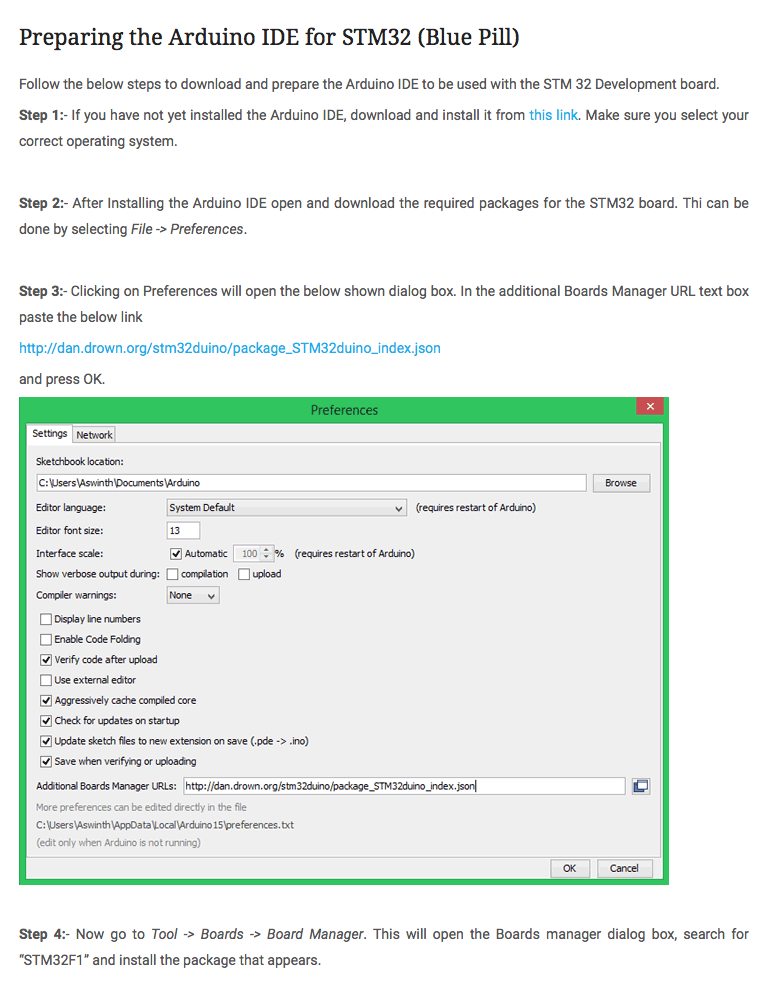 Preparing the Arduino IDE for STM32 (Blue Pill)
Follow the below steps to download and prepare the Arduino IDE to be used with the STM 32 Development board.
Step 1:- If you have not yet installed the Arduino IDE, download and install it from this link. Make sure you select your
correct operating system.
Step 2:- After Installing the Arduino IDE open and download the required packages for the STM32 board. Thi can be
done by selecting File -> Preferences.
Step 3:- Clicking on Preferences will open the below shown dialog box. In the additional Boards Manager URL text box
paste the below link
http://dan.drown.org/stm32duino/package_STM32duino_index.json
and press OK.
Preferences
Settings Network
Sketchbook location:
C:\Users\Aswinth\Documents\Arduino Browse
Editor language: System Default (requires restart of Arduino)
Editor font size: 13
Interface scale: Automatic 100 % (requires restart of Arduino)
Show verbose output during: compilation upload
Compiler warnings: None
Display line numbers
Enable Code Folding
Verify code after upload
Use external editor
Aggressively cache compiled core
Check for updates on startup
Update sketch files to new extension on save (.pde -> .ino)
Save when verifying or uploading
Additional Boards Manager URLs: http://dan.drown.org/stm32duino/package_STM32duino_index.json
More preferences can be edited directly in the file
C:\Users\Aswinth\AppData\Local\Arduino15\preferences.txt
(edit only when Arduino is not running)
OK Cancel
Step 4:- Now go to Tool -> Boards -> Board Manager. This will open the Boards manager dialog box, search for
“STM32F1” and install the package that appears.